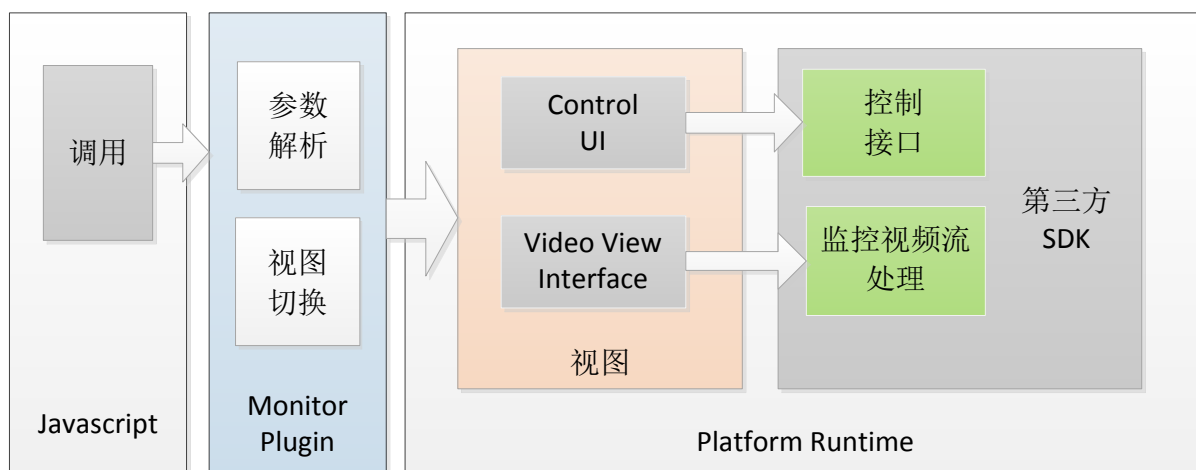 调用
Javascript
参数
解析
视图
切换
Monitor
Plugin
Control
UI
Video View
Interface
视图
控制
接口
监控视频流
处理
第三方
SDK
Platform Runtime